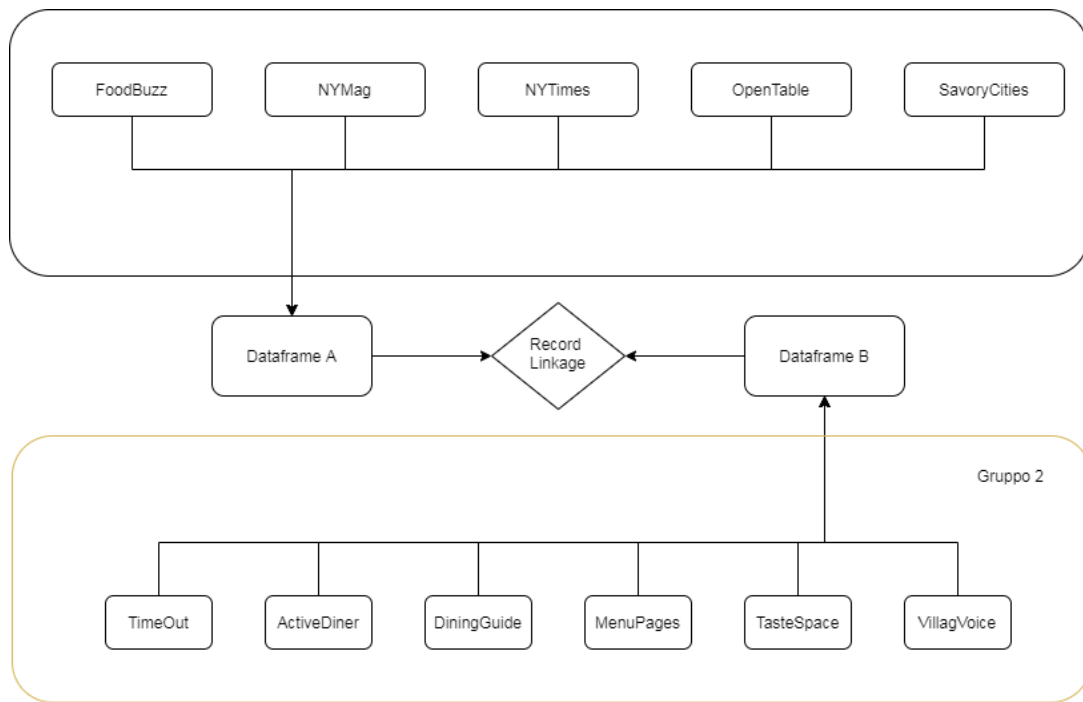 FoodBuzz
NYMag
NYTimes
OpenTable
SavoryCities
Dataframe A
Record
Linkage
Dataframe B
Gruppo 2
TimeOut
ActiveDiner
DiningGuide
MenuPages
TasteSpace
VillagVoice